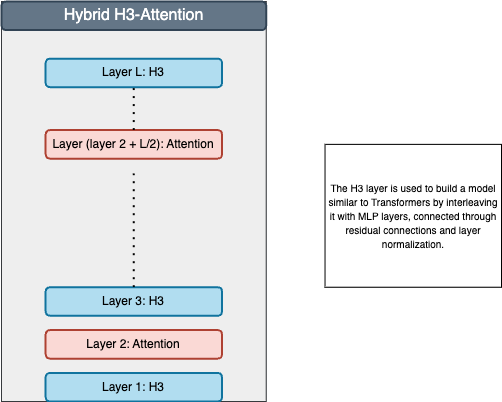 Hybrid H3-Attention
Layer L: H3
Layer (layer 2 + L/2): Attention
The H3 layer is used to build a model
similar to Transformers by interleaving
it with MLP layers, connected through
residual connections and layer
normalization.
Layer 3: H3
Layer 2: Attention
Layer 1: H3